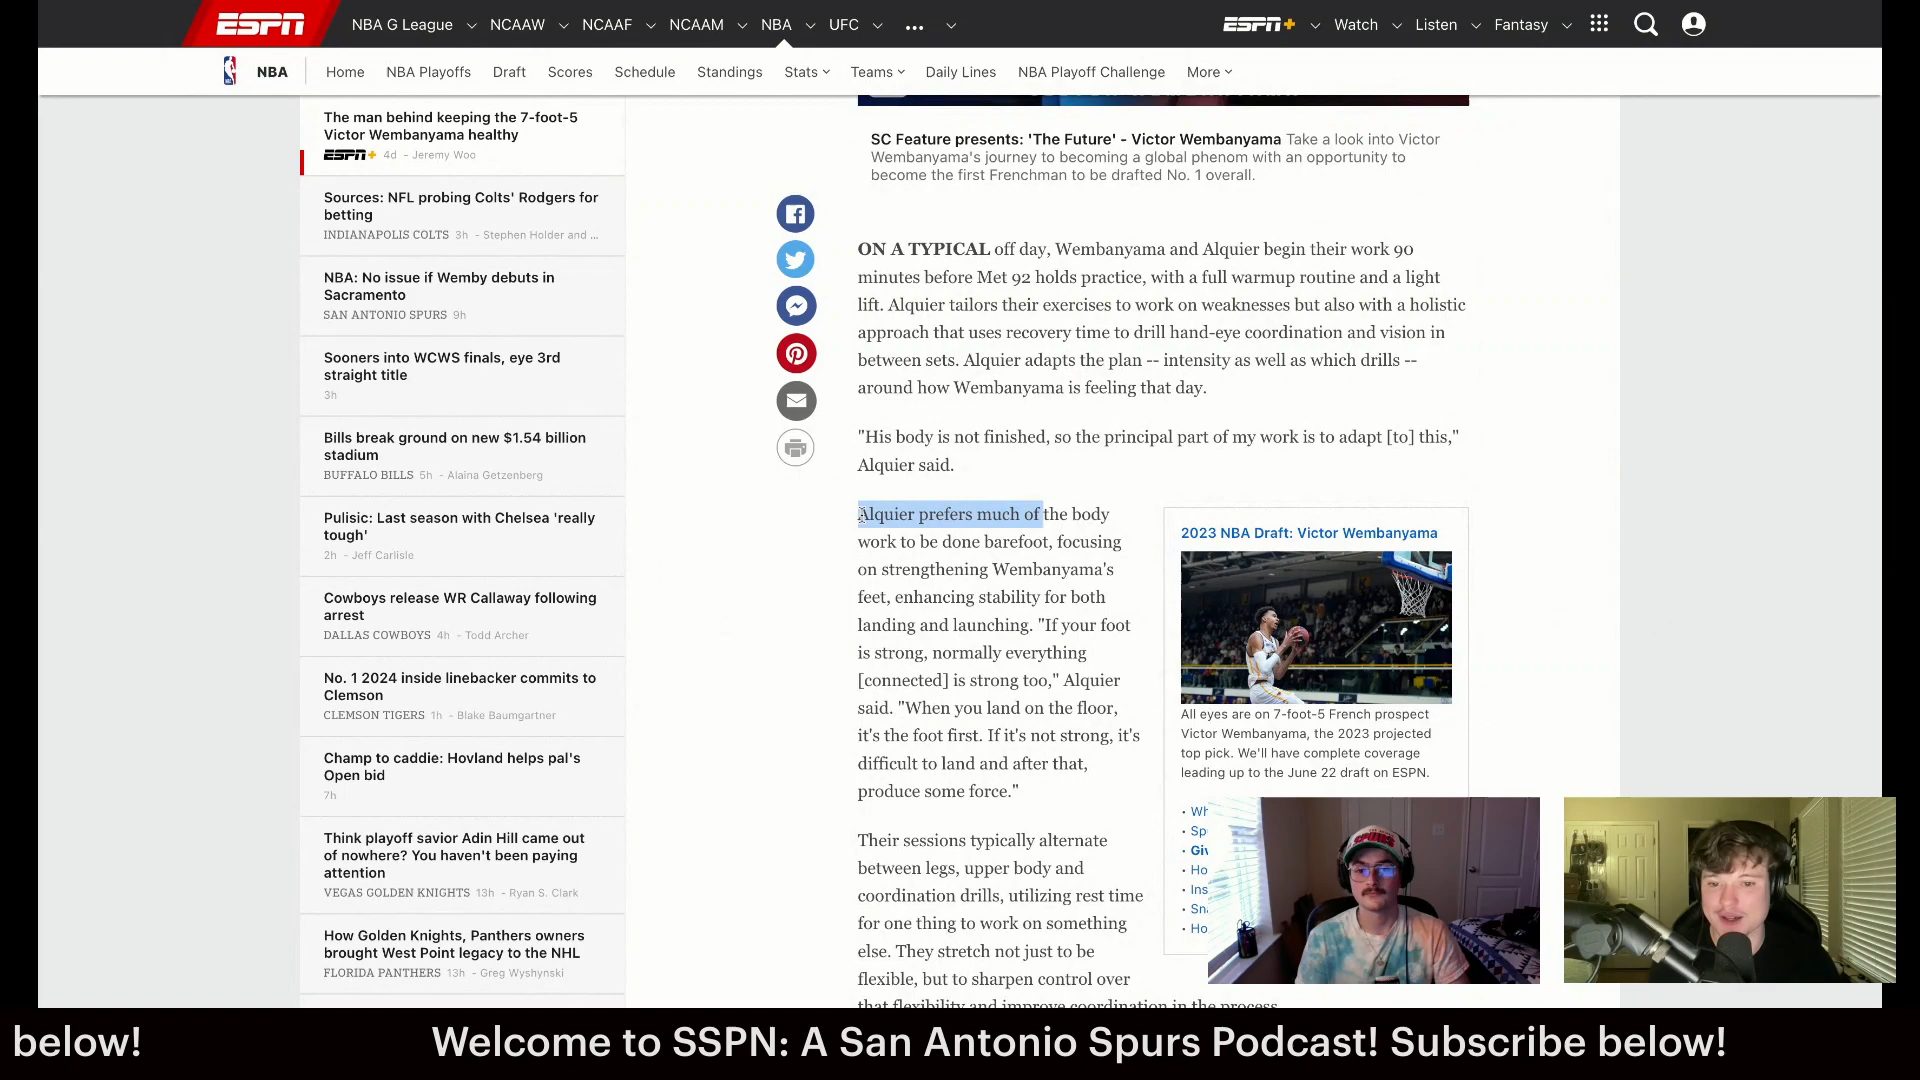 ESPN
NBA G League NCAAW NCAAF NCAAM NBA UFC ...
ESPN+ Watch Listen Fantasy
NBA Home NBA Playoffs Draft Scores Schedule Standings Stats Teams Daily Lines NBA Playoff Challenge More
The man behind keeping the 7-foot-5
Victor Wembanyama healthy
ESPN+ 4d - Jeremy Woo
Sources: NFL probing Colts' Rodgers for
betting
INDIANAPOLIS COLTS 3h - Stephen Holder and ...
NBA: No issue if Wemby debuts in
Sacramento
SAN ANTONIO SPURS 9h
Sooners into WCWS finals, eye 3rd
straight title
3h
Bills break ground on new $1.54 billion
stadium
BUFFALO BILLS 5h - Alaina Getzenberg
Pulisic: Last season with Chelsea 'really
tough'
2h - Jeff Carlisle
Cowboys release WR Callaway following
arrest
DALLAS COWBOYS 4h - Todd Archer
No. 1 2024 inside linebacker commits to
Clemson
CLEMSON TIGERS 1h - Blake Baumgartner
Champ to caddie: Hovland helps pal's
Open bid
7h
Think playoff savior Adin Hill came out
of nowhere? You haven't been paying
attention
VEGAS GOLDEN KNIGHTS 13h - Ryan S. Clark
How Golden Knights, Panthers owners
brought West Point legacy to the NHL
FLORIDA PANTHERS 13h - Greg Wyshynski
SC Feature presents: 'The Future' - Victor Wembanyama Take a look into Victor
Wembanyama's journey to becoming a global phenom with an opportunity to
become the first Frenchman to be drafted No. 1 overall.
ON A TYPICAL off day, Wembanyama and Alquier begin their work 90
minutes before Met 92 holds practice, with a full warmup routine and a light
lift. Alquier tailors their exercises to work on weaknesses but also with a holistic
approach that uses recovery time to drill hand-eye coordination and vision in
between sets. Alquier adapts the plan -- intensity as well as which drills --
around how Wembanyama is feeling that day.
"His body is not finished, so the principal part of my work is to adapt [to] this,"
Alquier said.
Alquier prefers much of the body
work to be done barefoot, focusing
on strengthening Wembanyama's
feet, enhancing stability for both
landing and launching. "If your foot
is strong, normally everything
[connected] is strong too," Alquier
said. "When you land on the floor,
it's the foot first. If it's not strong, it's
difficult to land and after that,
produce some force."
Their sessions typically alternate
between legs, upper body and
coordination drills, utilizing rest time
for one thing to work on something
else. They stretch not just to be
flexible, but to sharpen control over
that flexibility and improve coordination in the process.
2023 NBA Draft: Victor Wembanyama
All eyes are on 7-foot-5 French prospect
Victor Wembanyama, the 2023 projected
top pick. We'll have complete coverage
leading up to the June 22 draft on ESPN.
below! Welcome to SSPN: A San Antonio Spurs Podcast! Subscribe below!